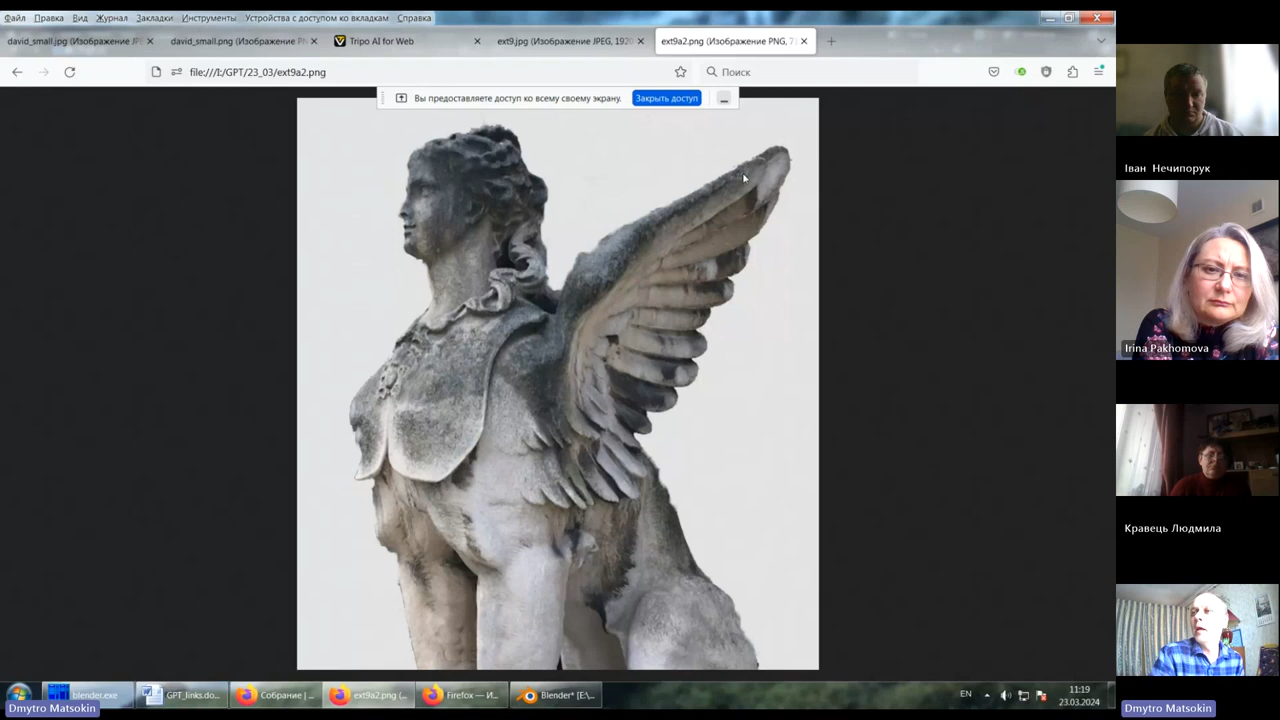 Файл Правка Вид Журнал Закладки Инструменты Устройства с доступом ко вкладкам Справка
david_small.jpg (Изображение JP
david_small.png (Изображение PN
Tripo AI for Web
ext9.jpg (Изображение JPEG, 192
ext9a2.png (Изображение PNG, 7
file:///I:/GPT/23_03/ext9a2.png
Поиск
Вы предоставляете доступ ко всему своему экрану.
Закрыть доступ
Іван Нечипорук
Irina Pakhomova
Кравець Людмила
blender.exe
GPT_links.do...
Собрание | ...
ext9a2.png (...
Firefox — И...
Blender* [E:\...
EN
11:19
23.03.2024
Dmytro Matsokin
Dmytro Matsokin